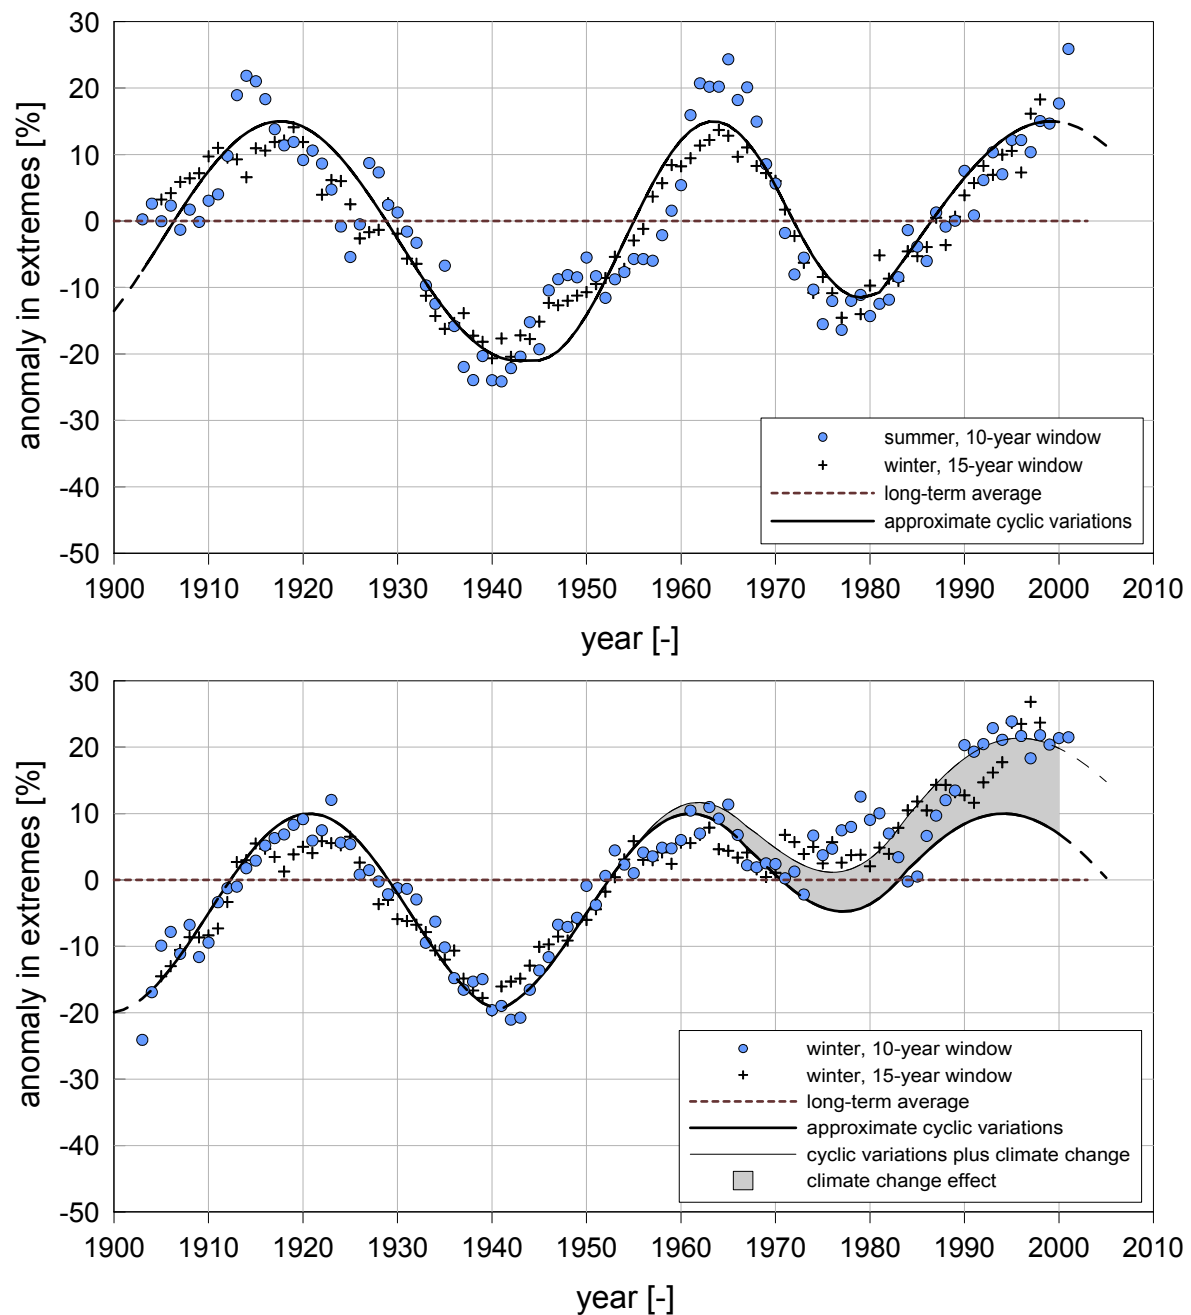 30
20
10
0
-10
-20
-30
-40
-50
anomaly in extremes [%]
summer, 10-year window
winter, 15-year window
long-term average
approximate cyclic variations
1900 1910 1920 1930 1940 1950 1960 1970 1980 1990 2000 2010
year [-]
30
20
10
0
-10
-20
-30
-40
-50
anomaly in extremes [%]
winter, 10-year window
winter, 15-year window
long-term average
approximate cyclic variations
cyclic variations plus climate change
climate change effect
1900 1910 1920 1930 1940 1950 1960 1970 1980 1990 2000 2010
year [-]